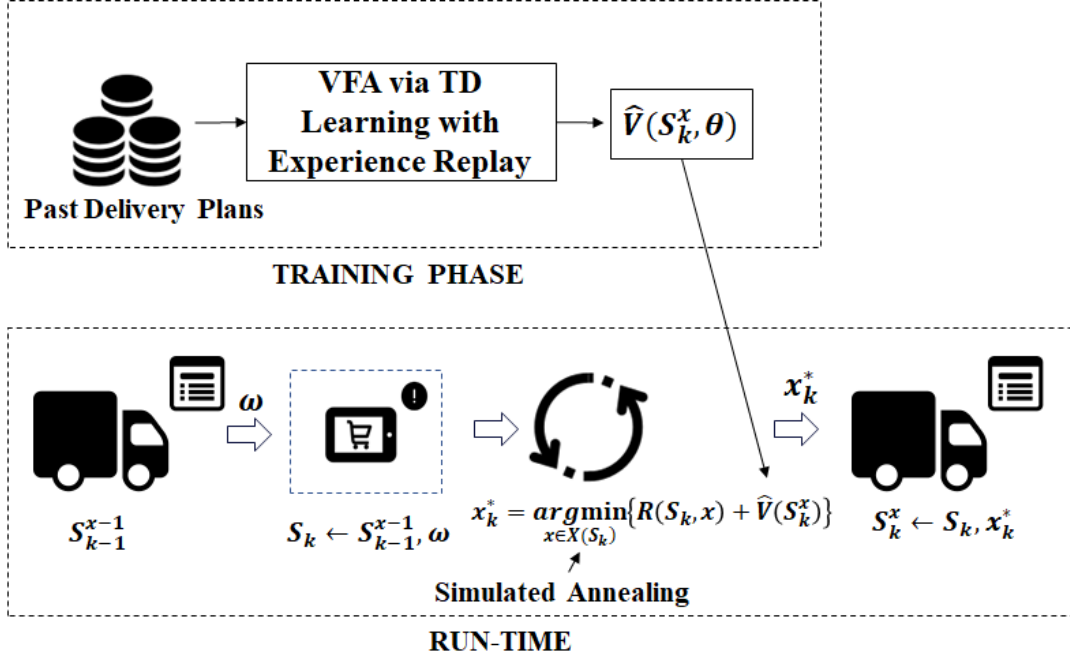 VFA via TD
Learning with
Experience Replay
V̂(S_k^x, θ)
Past Delivery Plans
TRAINING PHASE
ω
x_k^*
!
S_{k-1}^{x-1}
S_k ← S_{k-1}^{x-1}, ω
x_k^* = argmin_{x∈X(S_k)} {R(S_k, x) + V̂(S_k^x)}
S_k^x ← S_k, x_k^*
Simulated Annealing
RUN-TIME